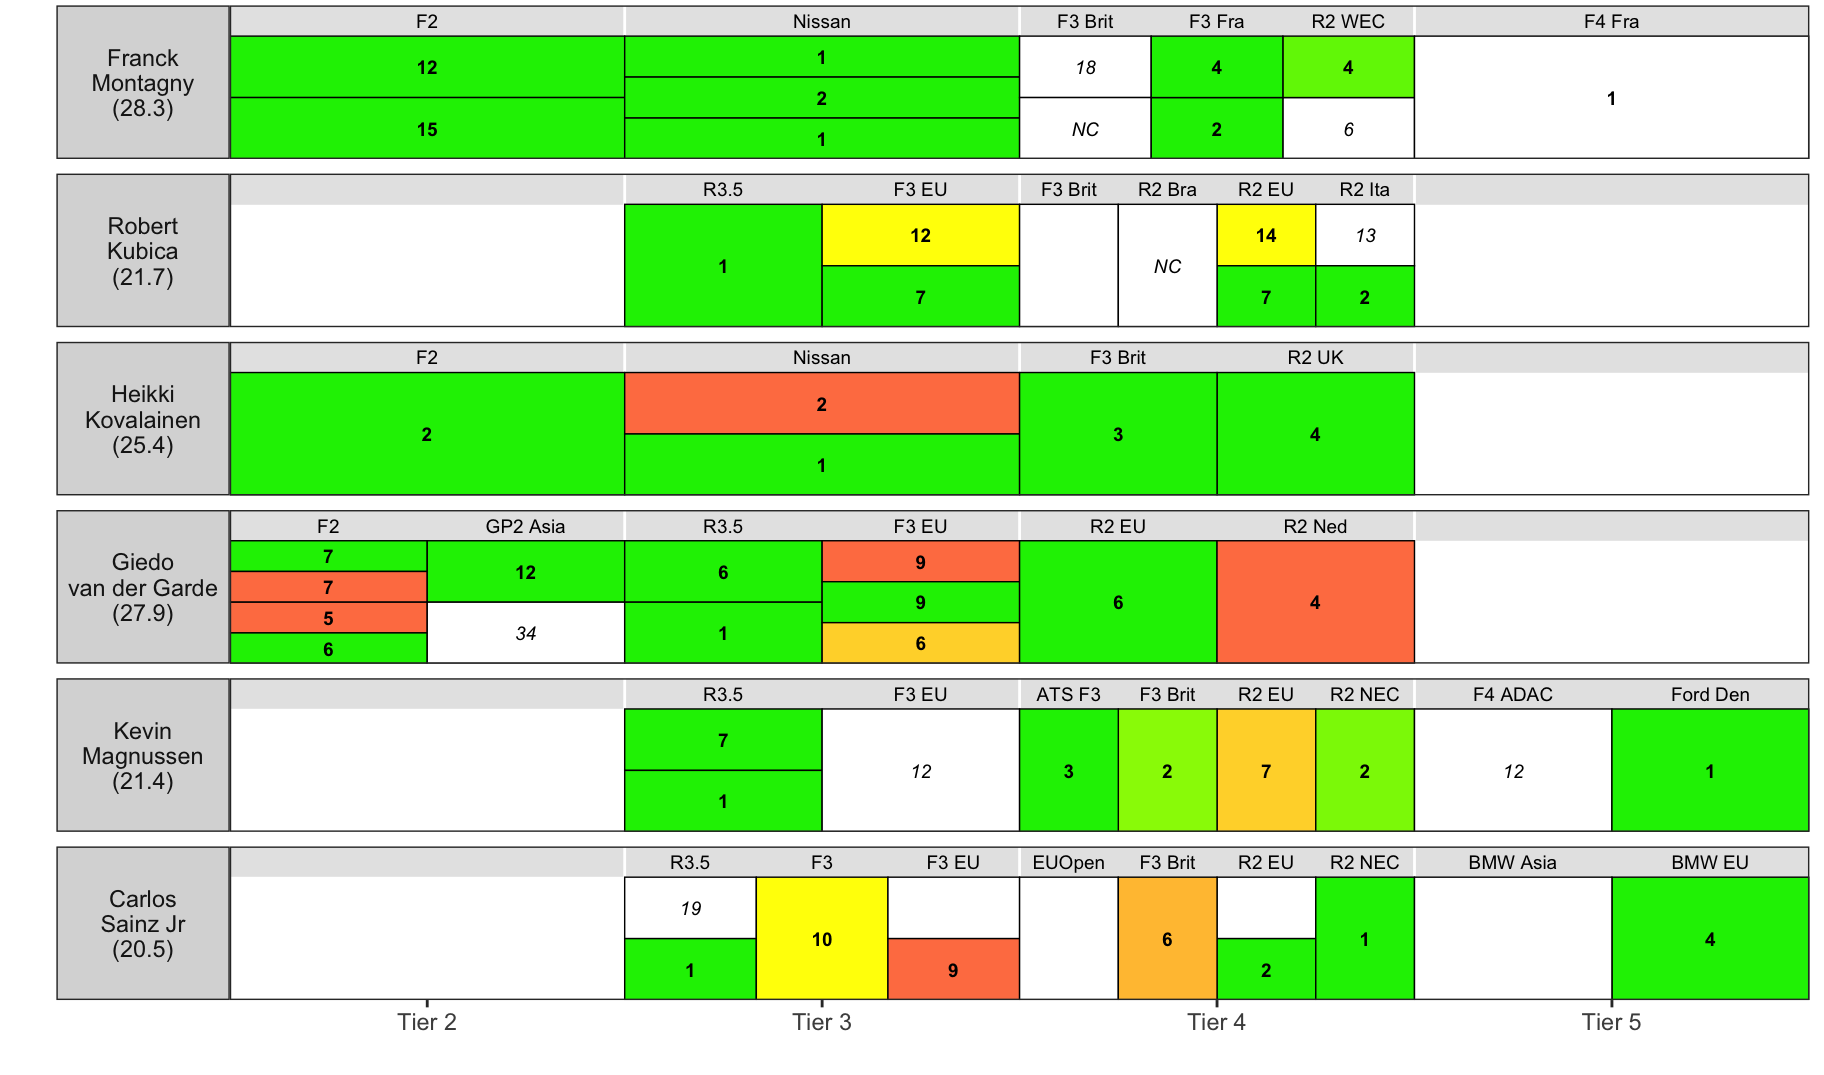 F2 Nissan F3 Brit F3 Fra R2 WEC F4 Fra
Franck
Montagny
(28.3)
12 1 18 4 4 1
2
15 1 NC 2 6
R3.5 F3 EU F3 Brit R2 Bra R2 EU R2 Ita
Robert
Kubica
(21.7)
12 14 13
1 NC
7 7 2
F2 Nissan F3 Brit R2 UK
Heikki
Kovalainen
(25.4)
2
2 3 4
1
F2 GP2 Asia R3.5 F3 EU R2 EU R2 Ned
Giedo
van der Garde
(27.9)
7 12 6 9
7 9 6 4
5 34 1 6
6
R3.5 F3 EU ATS F3 F3 Brit R2 EU R2 NEC F4 ADAC Ford Den
Kevin
Magnussen
(21.4)
7
12 3 2 7 2 12 1
1
R3.5 F3 F3 EU EUOpen F3 Brit R2 EU R2 NEC BMW Asia BMW EU
Carlos
Sainz Jr
(20.5)
19
10 6 1 4
1 9 2
Tier 2 Tier 3 Tier 4 Tier 5